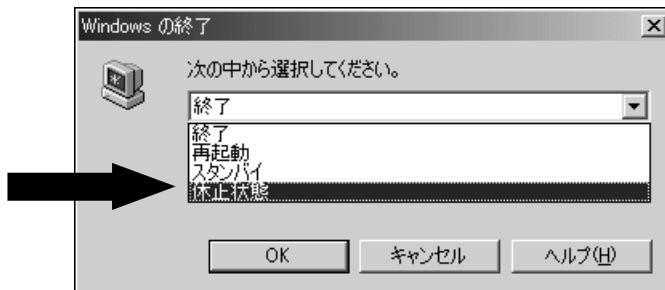 Windows の終了
次の中から選択してください。
終了
終了
再起動
スタンバイ
休止状態
OK
キャンセル
ヘルプ(H)